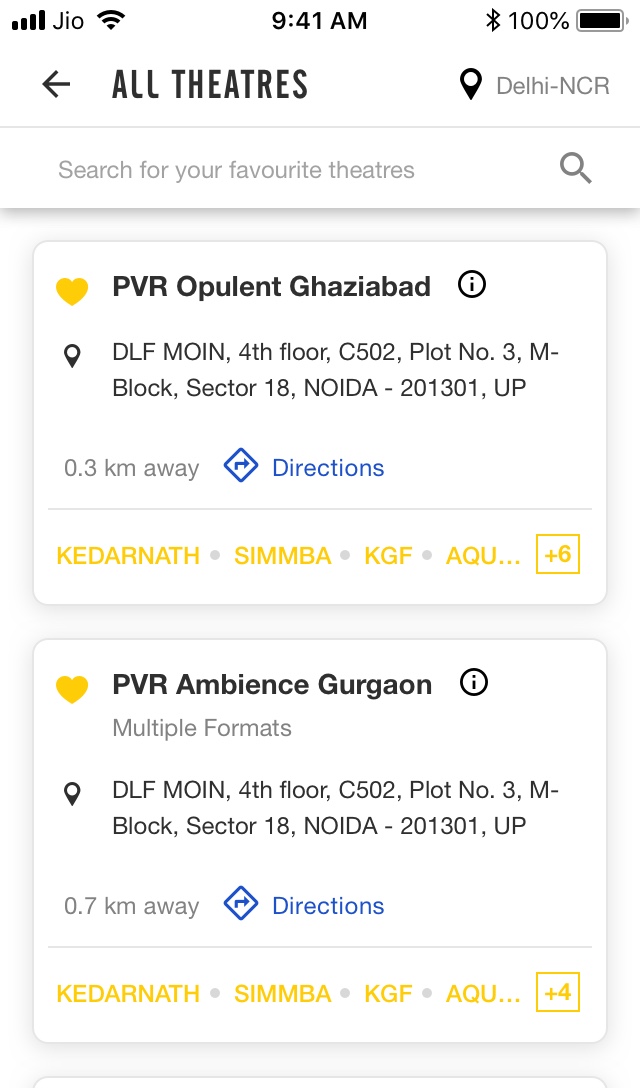 Jio 9:41 AM 100%
ALL THEATRES Delhi-NCR
Search for your favourite theatres
PVR Opulent Ghaziabad
DLF MOIN, 4th floor, C502, Plot No. 3, M-
Block, Sector 18, NOIDA - 201301, UP
0.3 km away Directions
KEDARNATH • SIMMBA • KGF • AQU... +6
PVR Ambience Gurgaon
Multiple Formats
DLF MOIN, 4th floor, C502, Plot No. 3, M-
Block, Sector 18, NOIDA - 201301, UP
0.7 km away Directions
KEDARNATH • SIMMBA • KGF • AQU... +4